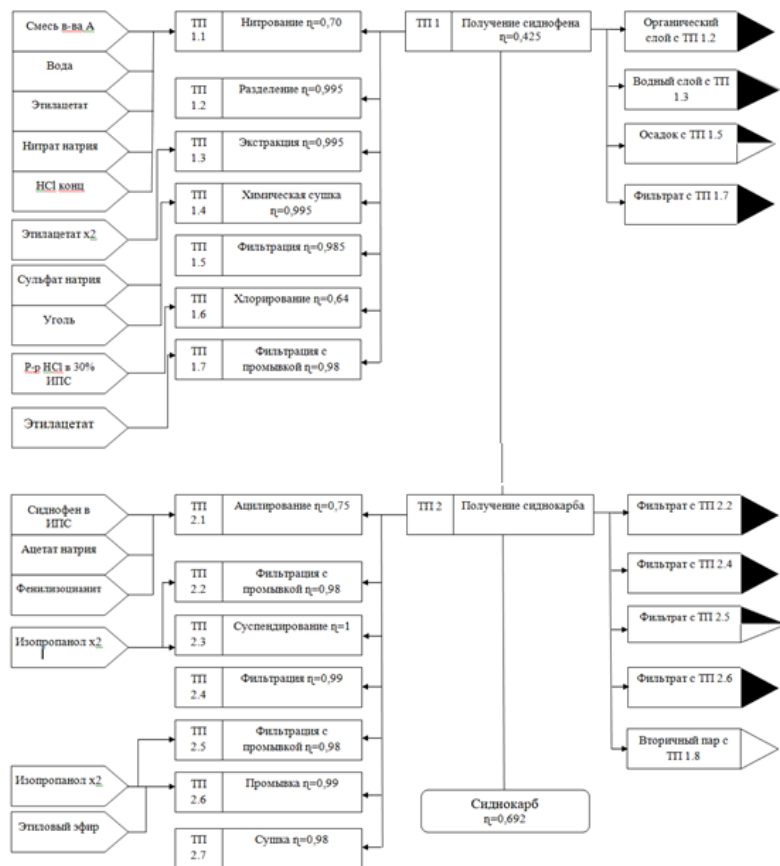 Смесь в-ва А
Вода
Этилацетат
Нитрат натрия
HCl конц
Этилацетат x2
Сульфат натрия
Уголь
Р-р HCl в 30%
ИПС
Этилацетат
ТП
1.1
Нитрование η=0,70
ТП
1.2
Разделение η=0,995
ТП
1.3
Экстракция η=0,995
ТП
1.4
Химическая сушка
η=0,995
ТП
1.5
Фильтрация η=0,985
ТП
1.6
Хлорирование η=0,64
ТП
1.7
Фильтрация с
промывкой η=0,98
ТП 1
Получение сиднофена
η=0,425
Органический
слой с ТП 1.2
Водный слой с ТП
1.3
Осадок с ТП 1.5
Фильтрат с ТП 1.7
Сиднофен в
ИПС
Ацетат натрия
Фенилизоцианит
Изопропанол x2
Изопропанол x2
Этиловый эфир
ТП
2.1
Ацилирование η=0,75
ТП
2.2
Фильтрация с
промывкой η=0,98
ТП
2.3
Суспендирование η=1
ТП
2.4
Фильтрация η=0,99
ТП
2.5
Фильтрация с
промывкой η=0,98
ТП
2.6
Промывка η=0,99
ТП
2.7
Сушка η=0,98
ТП 2
Получение сиднокарба
Фильтрат с ТП 2.2
Фильтрат с ТП 2.4
Фильтрат с ТП 2.5
Фильтрат с ТП 2.6
Вторичный пар с
ТП 1.8
Сиднокарб
η=0,692